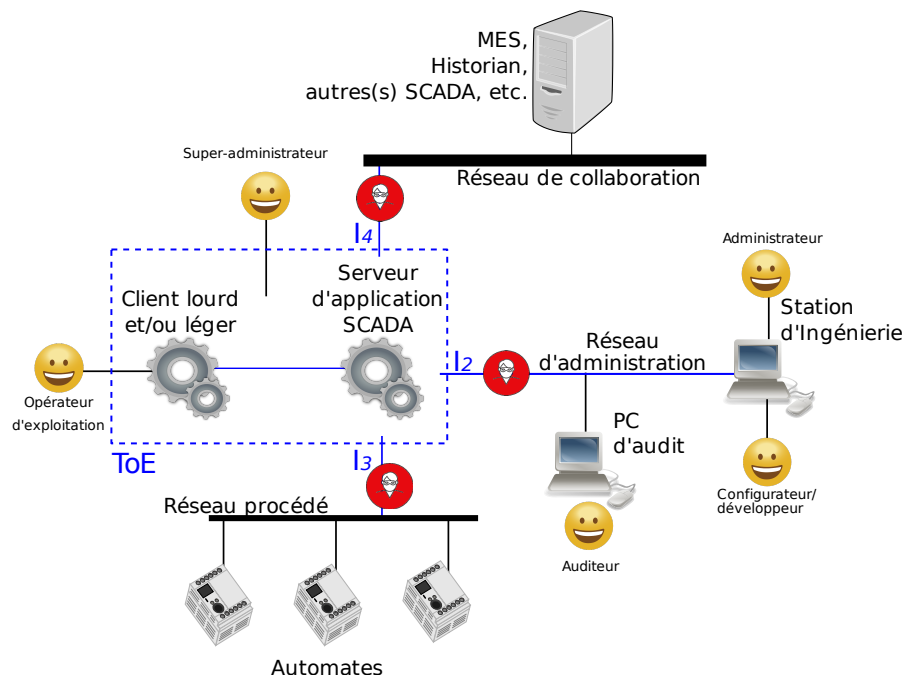 MES,
Historian,
autres(s) SCADA, etc.
Super-administrateur
Réseau de collaboration
I4
Administrateur
Serveur
d'application
SCADA
Client lourd
et/ou léger
Station
d'Ingénierie
Réseau
d'administration
I2
Opérateur
d'exploitation
PC
d'audit
ToE
I3
Réseau procédé
Configurateur/
développeur
Auditeur
Automates